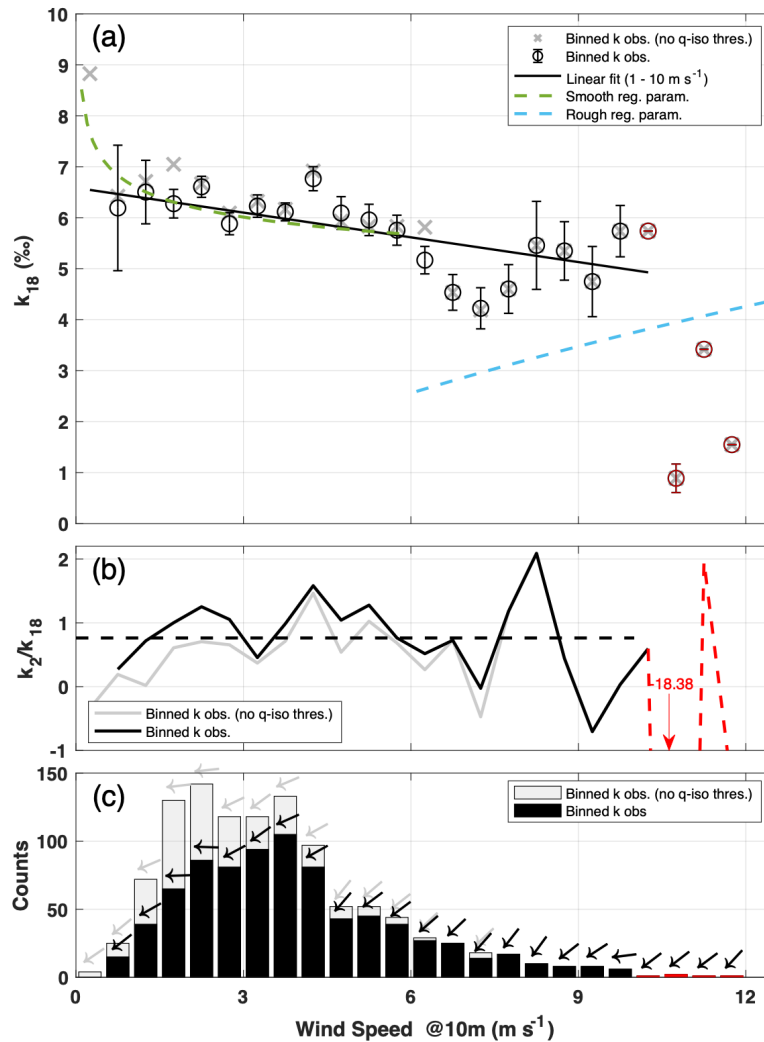 (a)
Binned k obs. (no q-iso thres.)
Binned k obs.
Linear fit (1 - 10 m s⁻¹)
Smooth reg. param.
Rough reg. param.
10
9
8
7
6
5
4
3
2
1
0
k₁₈ (‰)
(b)
2
1
0
-1
k₂/k₁₈
-18.38
Binned k obs. (no q-iso thres.)
Binned k obs.
(c)
Binned k obs. (no q-iso thres.)
Binned k obs
150
100
50
0
Counts
0 3 6 9 12
Wind Speed @10m (m s⁻¹)